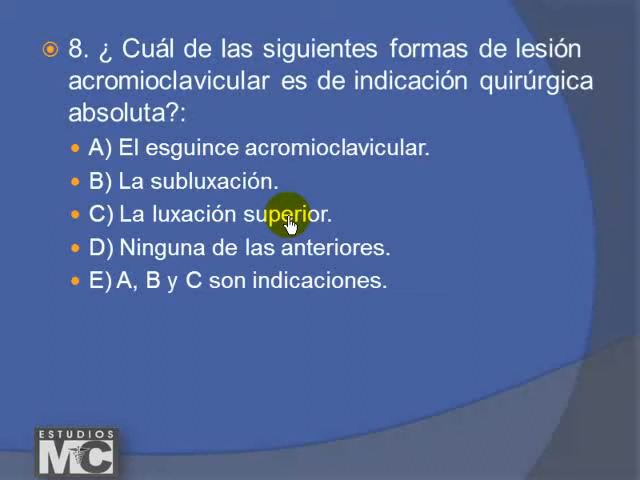 8. ¿ Cuál de las siguientes formas de lesión
acromioclavicular es de indicación quirúrgica
absoluta?:
A) El esguince acromioclavicular.
B) La subluxación.
C) La luxación superior.
D) Ninguna de las anteriores.
E) A, B y C son indicaciones.
ESTUDIOS
MC